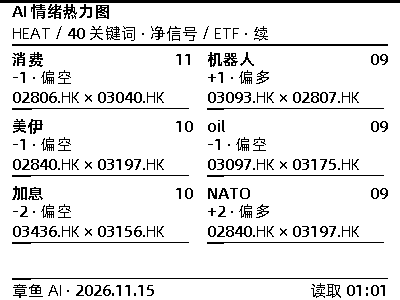 AI 情绪热力图
HEAT / 40 关键词 · 净信号 / ETF · 续
消费 11
-1 · 偏空
02806.HK × 03040.HK
机器人 09
+1 · 偏多
03093.HK × 02807.HK
美伊 10
-1 · 偏空
02840.HK × 03197.HK
oil 09
-1 · 偏空
03097.HK × 03175.HK
加息 10
-2 · 偏空
03436.HK × 03156.HK
NATO 09
+2 · 偏多
02840.HK × 03197.HK
章鱼 AI · 2026.11.15 读取 01:01